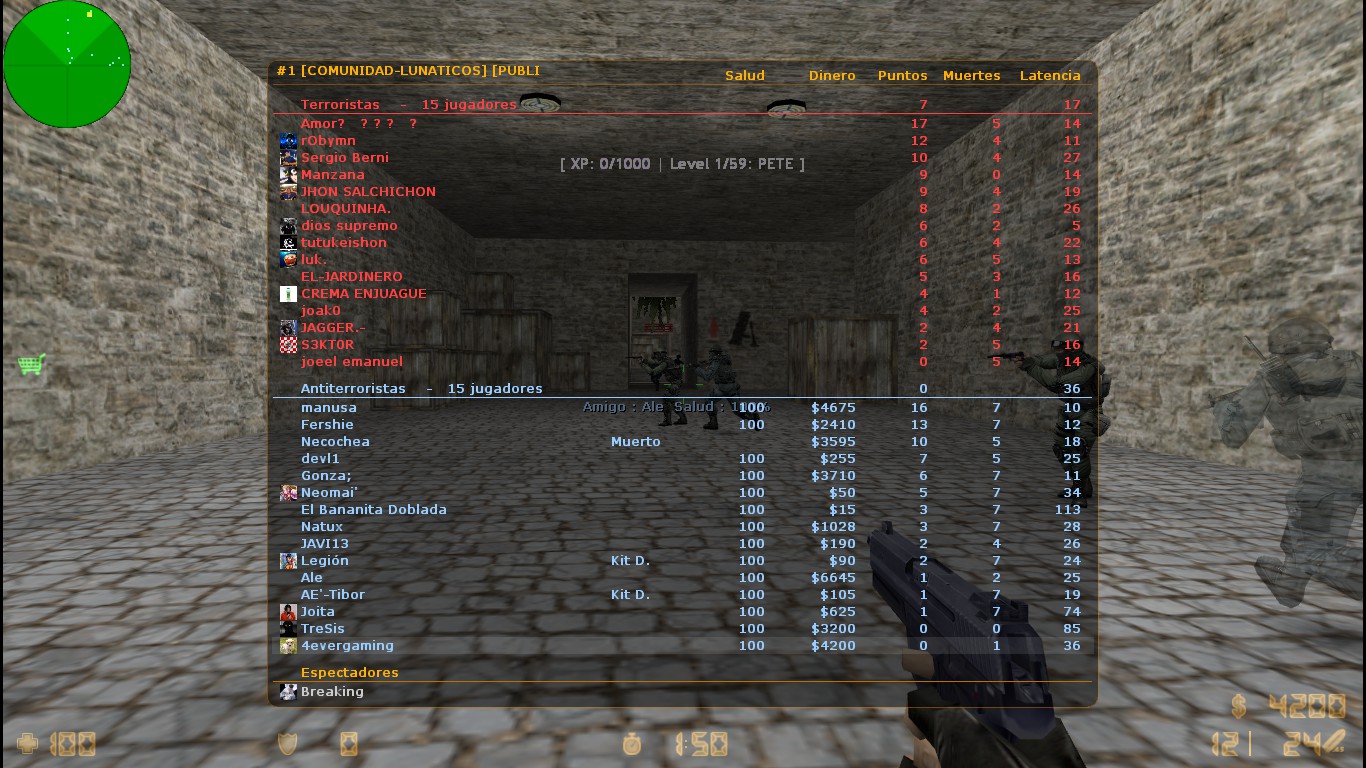 #1 [COMUNIDAD-LUNATICOS] [PUBLI Salud Dinero Puntos Muertes Latencia
Terroristas - 15 jugadores 7 17
Amor? ? ? ? ? 17 5 14
rObymn 12 4 11
Sergio Berni 10 4 27
[ XP: 0/1000 | Level 1/59: PETE ]
Manzana 9 0 14
JHON SALCHICHON 9 4 19
LOUQUINHA. 8 2 26
dios supremo 6 2 5
tutukeishon 6 4 22
luk. 6 5 13
EL-JARDINERO 5 3 16
CREMA ENJUAGUE 4 1 12
joak0 4 2 25
JAGGER.- 2 4 21
S3KT0R 2 5 16
joeel emanuel 0 5 14
Antiterroristas - 15 jugadores 0 36
manusa 100 $4675 16 7 10
Amigo : Ale Salud :
Fershie 100 $2410 13 7 12
Necochea Muerto $3595 10 5 18
devl1 100 $255 7 5 25
Gonza; 100 $3710 6 7 11
Neomai' 100 $50 5 7 34
El Bananita Doblada 100 $15 3 7 113
Natux 100 $1028 3 7 28
JAVI13 100 $190 2 4 26
Legión Kit D. 100 $90 2 7 24
Ale 100 $6645 1 2 25
AE'-Tibor Kit D. 100 $105 1 7 19
Joita 100 $625 1 7 74
TreSis 100 $3200 0 0 85
4evergaming 100 $4200 0 1 36
Espectadores
Breaking
$ 4200
100 0 1:50 12 | 24